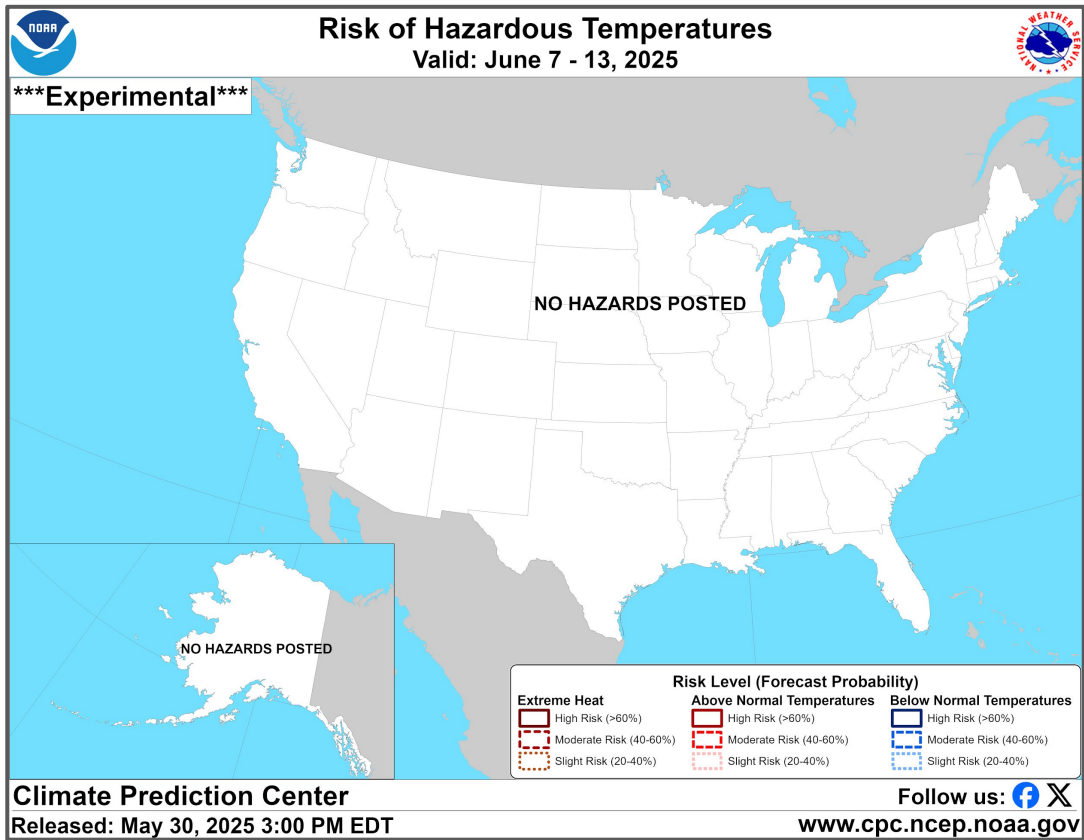 NOAA
Risk of Hazardous Temperatures
Valid: June 7 - 13, 2025
NATIONAL WEATHER SERVICE
***Experimental***
NO HAZARDS POSTED
NO HAZARDS POSTED
Risk Level (Forecast Probability)
Extreme Heat
High Risk (>60%)
Moderate Risk (40-60%)
Slight Risk (20-40%)
Above Normal Temperatures
High Risk (>60%)
Moderate Risk (40-60%)
Slight Risk (20-40%)
Below Normal Temperatures
High Risk (>60%)
Moderate Risk (40-60%)
Slight Risk (20-40%)
Climate Prediction Center
Released: May 30, 2025 3:00 PM EDT
Follow us:
www.cpc.ncep.noaa.gov